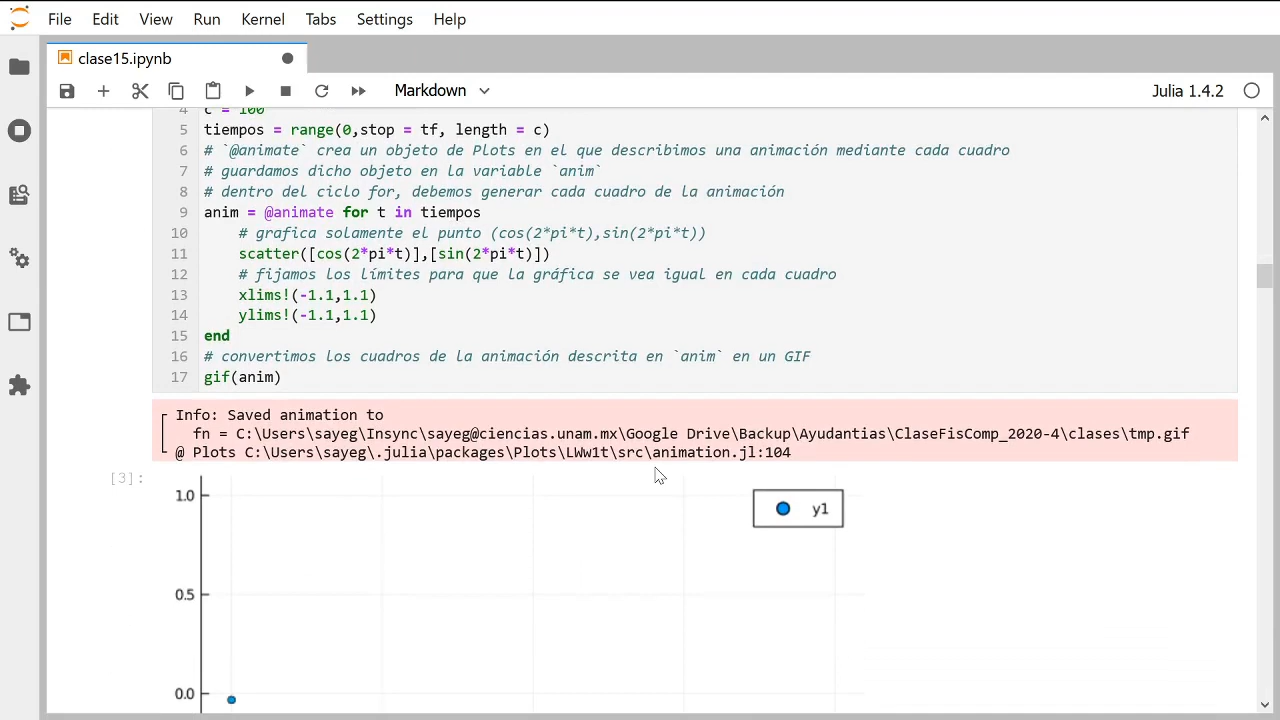 File Edit View Run Kernel Tabs Settings Help
clase15.ipynb
Markdown
Julia 1.4.2
4 c = 100
5 tiempos = range(0,stop = tf, length = c)
6 # `@animate` crea un objeto de Plots en el que describimos una animación mediante cada cuadro
7 # guardamos dicho objeto en la variable `anim`
8 # dentro del ciclo for, debemos generar cada cuadro de la animación
9 anim = @animate for t in tiempos
10 # grafica solamente el punto (cos(2*pi*t),sin(2*pi*t))
11 scatter([cos(2*pi*t)],[sin(2*pi*t)])
12 # fijamos los límites para que la gráfica se vea igual en cada cuadro
13 xlims!(-1.1,1.1)
14 ylims!(-1.1,1.1)
15 end
16 # convertimos los cuadros de la animación descrita en `anim` en un GIF
17 gif(anim)
Info: Saved animation to
fn = C:\Users\sayeg\Insync\sayeg@ciencias.unam.mx\Google Drive\Backup\Ayudantias\ClaseFisComp_2020-4\clases\tmp.gif
@ Plots C:\Users\sayeg\.julia\packages\Plots\LWw1t\src\animation.jl:104
[3]:
1.0
y1
0.5
0.0